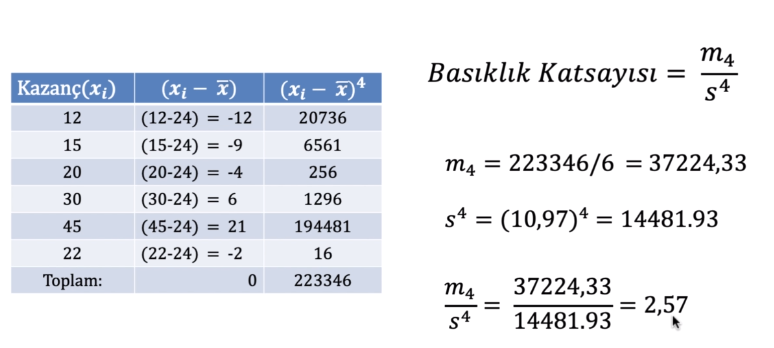 Kazanç(xᵢ) (xᵢ − x̅) (xᵢ − x̅)⁴
12 (12-24) = -12 20736
15 (15-24) = -9 6561
20 (20-24) = -4 256
30 (30-24) = 6 1296
45 (45-24) = 21 194481
22 (22-24) = -2 16
Toplam: 0 223346
Basıklık Katsayısı = m₄/s⁴
m₄ = 223346/6 = 37224,33
s⁴ = (10,97)⁴ = 14481.93
m₄/s⁴ = 37224,33/14481.93 = 2,57